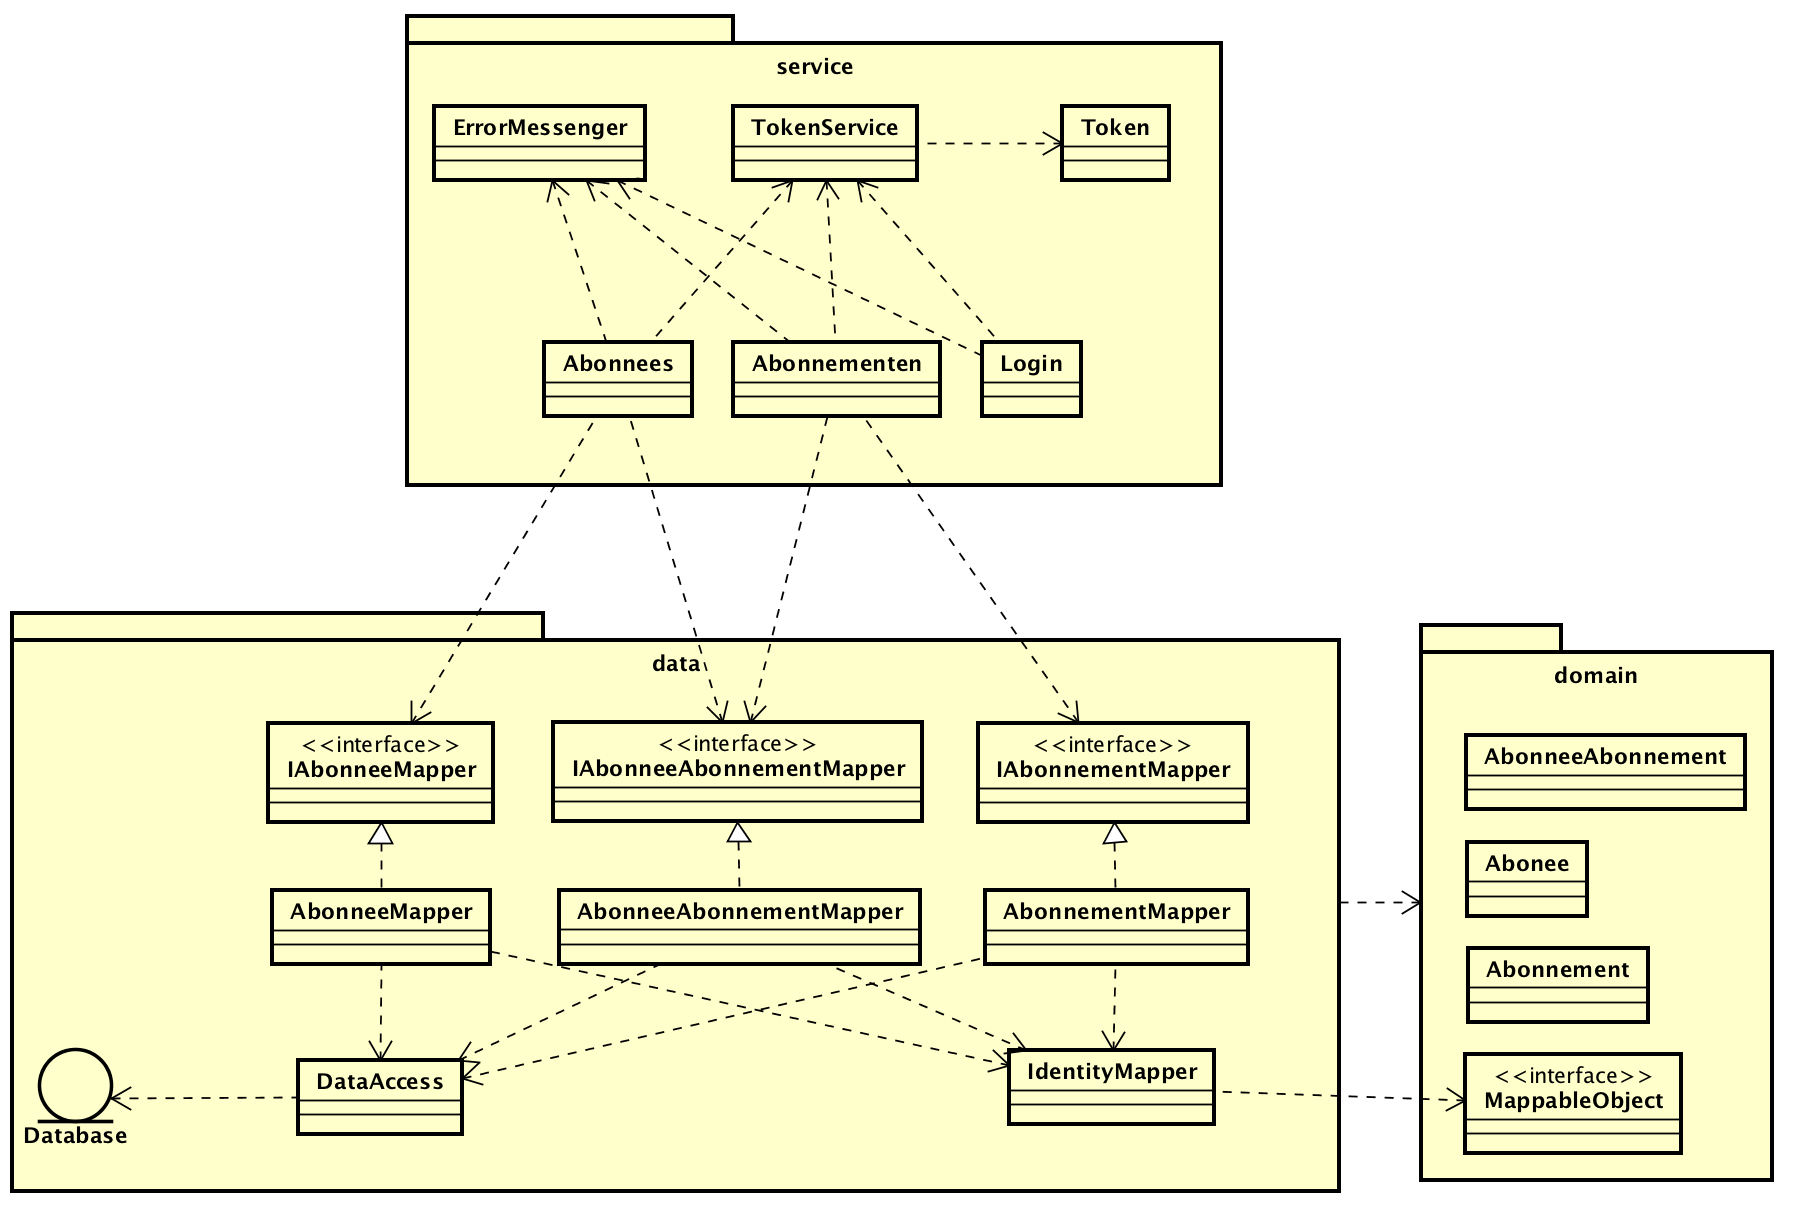 service
ErrorMessenger
TokenService
Token
Abonnees
Abonnementen
Login
data
<<interface>>
IAbonneeMapper
<<interface>>
IAbonneeAbonnementMapper
<<interface>>
IAbonnementMapper
AbonneeMapper
AbonneeAbonnementMapper
AbonnementMapper
DataAccess
IdentityMapper
Database
domain
AbonneeAbonnement
Abonee
Abonnement
<<interface>>
MappableObject